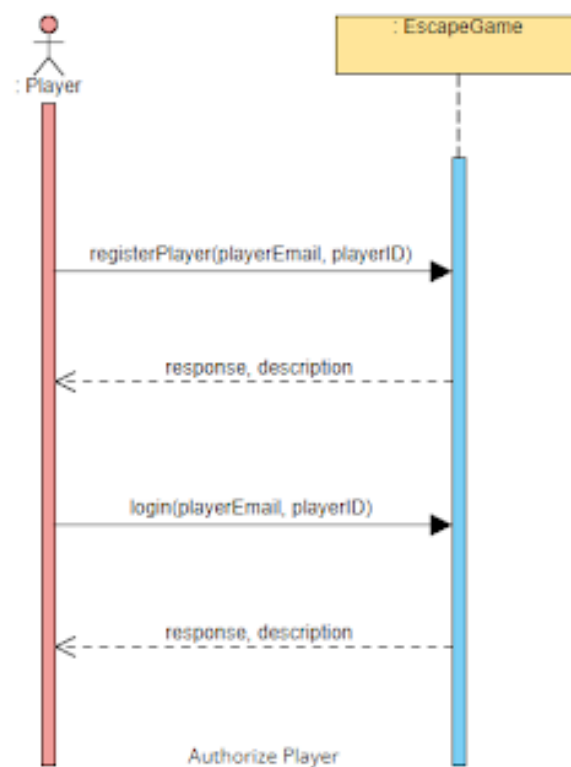 : EscapeGame
: Player
registerPlayer(playerEmail, playerID)
response, description
login(playerEmail, playerID)
response, description
Authorize Player